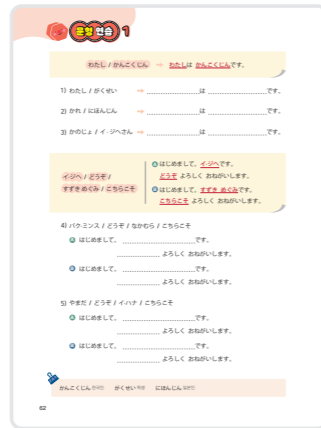 문형 연습 1
わたし / かんこくじん → わたしは かんこくじんです。
1) わたし / がくせい → は です。
2) かれ / にほんじん → は です。
3) かのじょ / イ・ジヘさん → は です。
イ·ジヘ / どうぞ /
すずき めぐみ / こちらこそ
A はじめまして。イ·ジヘです。
どうぞ よろしく おねがいします。
B はじめまして。すずき めぐみです。
こちらこそ よろしく おねがいします。
4) パク·ミンス / どうぞ / なかむら / こちらこそ
A はじめまして。 です。
よろしく おねがいします。
B はじめまして。 です。
よろしく おねがいします。
5) やまだ / どうぞ / イ·ハナ / こちらこそ
A はじめまして。 です。
よろしく おねがいします。
B はじめまして。 です。
よろしく おねがいします。
かんこくじん 한국인 がくせい 학생 にほんじん 일본인
62